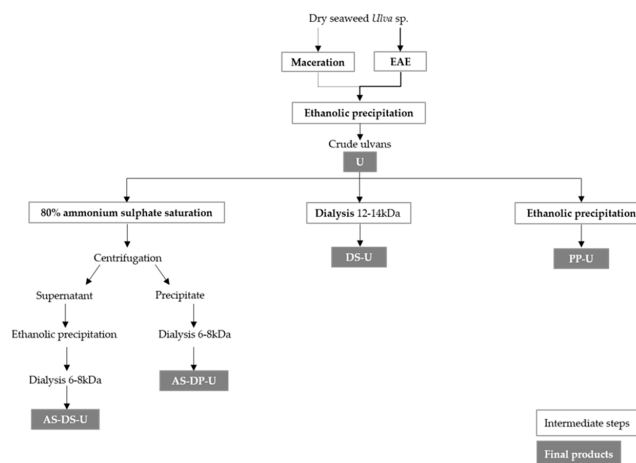 Dry seaweed Ulva sp.
Maceration
EAE
Ethanolic precipitation
Crude ulvans
U
80% ammonium sulphate saturation
Dialysis 12-14kDa
Ethanolic precipitation
Centrifugation
DS-U
PP-U
Supernatant
Precipitate
Ethanolic precipitation
Dialysis 6-8kDa
Dialysis 6-8kDa
AS-DP-U
AS-DS-U
Intermediate steps
Final products